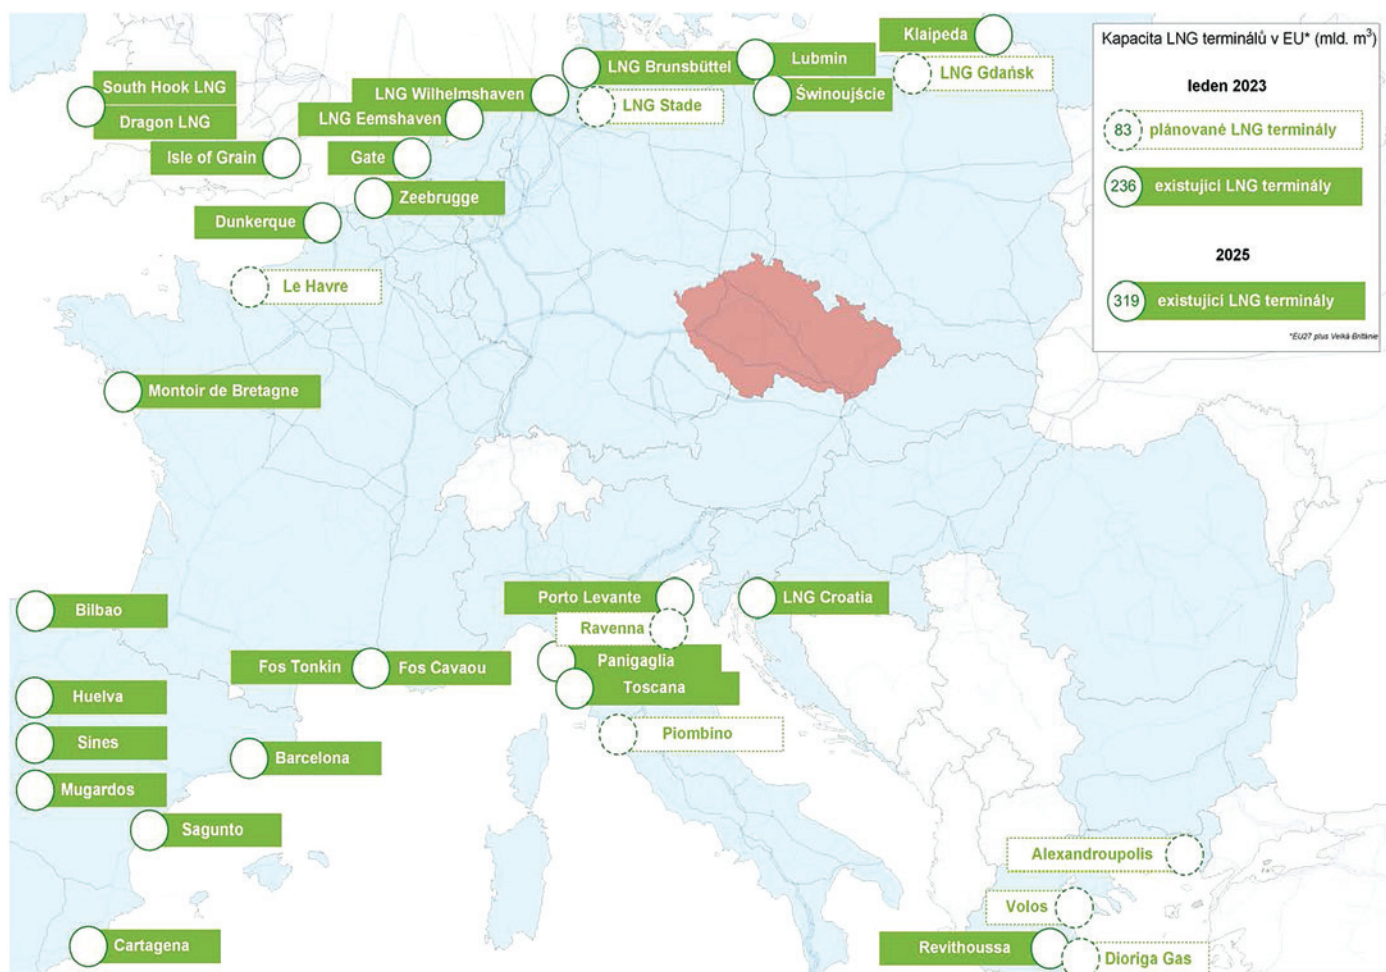 Klaipeda
LNG Gdańsk
Lubmin
Świnoujście
LNG Brunsbüttel
LNG Stade
LNG Wilhelmshaven
LNG Eemshaven
South Hook LNG
Dragon LNG
Isle of Grain
Gate
Zeebrugge
Dunkerque
Le Havre
Montoir de Bretagne
Kapacita LNG terminálů v EU* (mld. m³)
leden 2023
83 plánované LNG terminály
236 existující LNG terminály
2025
319 existující LNG terminály
*EU27 plus Velká Británie
Bilbao
Huelva
Sines
Mugardos
Sagunto
Cartagena
Barcelona
Fos Tonkin
Fos Cavaou
Porto Levante
Ravenna
Panigaglia
Toscana
Piombino
LNG Croatia
Alexandroupolis
Volos
Revithoussa
Dioriga Gas